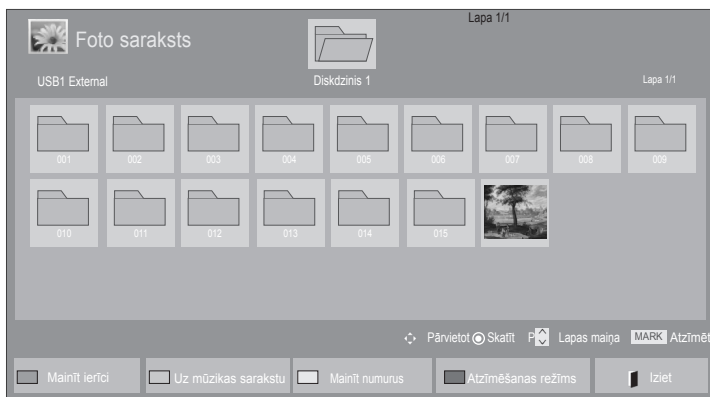 Lapa 1/1
Foto saraksts
USB1 External
Diskdzinis 1
Lapa 1/1
001 002 003 004 005 006 007 008 009
010 011 012 013 014 015
Pārvietot Skatīt P Lapas maiņa MARK Atzīmēt
Mainīt ierīci Uz mūzikas sarakstu Mainīt numurus Atzīmēšanas režīms Iziet